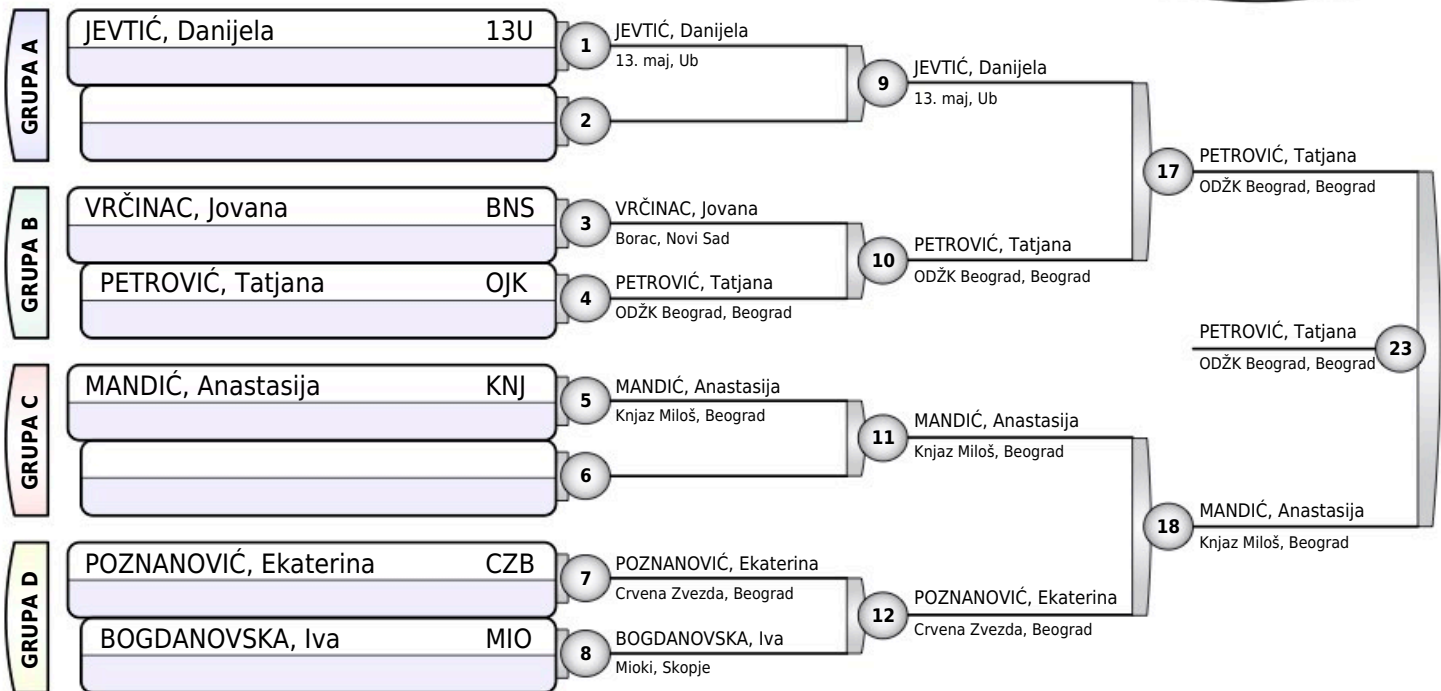 GRUPA A
JEVTIĆ, Danijela 13U
1
JEVTIĆ, Danijela
13. maj, Ub
2
9
JEVTIĆ, Danijela
13. maj, Ub
GRUPA B
VRČINAC, Jovana BNS
3
VRČINAC, Jovana
Borac, Novi Sad
PETROVIĆ, Tatjana OJK
4
PETROVIĆ, Tatjana
ODŽK Beograd, Beograd
10
PETROVIĆ, Tatjana
ODŽK Beograd, Beograd
17
PETROVIĆ, Tatjana
ODŽK Beograd, Beograd
GRUPA C
MANDIĆ, Anastasija KNJ
5
MANDIĆ, Anastasija
Knjaz Miloš, Beograd
6
11
MANDIĆ, Anastasija
Knjaz Miloš, Beograd
GRUPA D
POZNANOVIĆ, Ekaterina CZB
7
POZNANOVIĆ, Ekaterina
Crvena Zvezda, Beograd
BOGDANOVSKA, Iva MIO
8
BOGDANOVSKA, Iva
Mioki, Skopje
12
POZNANOVIĆ, Ekaterina
Crvena Zvezda, Beograd
18
MANDIĆ, Anastasija
Knjaz Miloš, Beograd
PETROVIĆ, Tatjana
ODŽK Beograd, Beograd
23